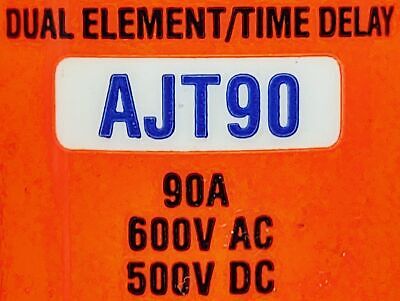 DUAL ELEMENT/TIME DELAY
AJT90
90A
600V AC
500V DC